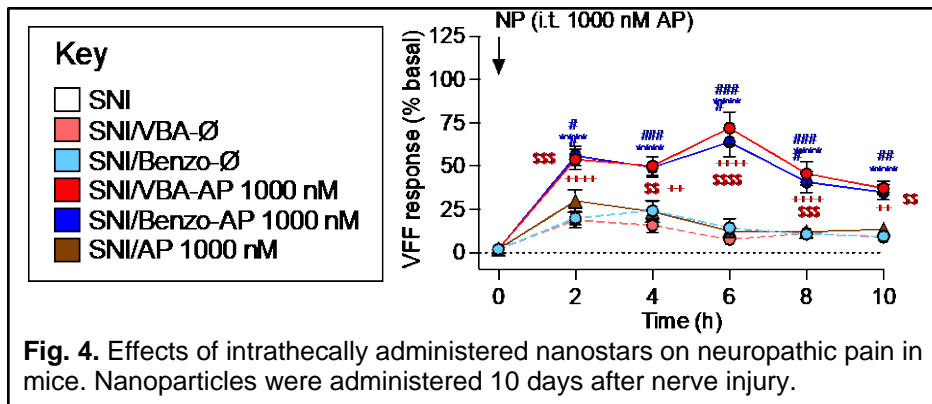 Key
SNI
SNI/VBA-Ø
SNI/Benzo-Ø
SNI/VBA-AP 1000 nM
SNI/Benzo-AP 1000 nM
SNI/AP 1000 nM
NP (i.t. 1000 nM AP)
VFF response (% basal)
125
100
75
50
25
0
###
#
****
#
###
****
###
****
#
##
****
$$$
++++
$$ ++
++++
$$$$
++++
$$$
++
$$
0 2 4 6 8 10
Time (h)
Fig. 4. Effects of intrathecally administered nanostars on neuropathic pain in
mice. Nanoparticles were administered 10 days after nerve injury.